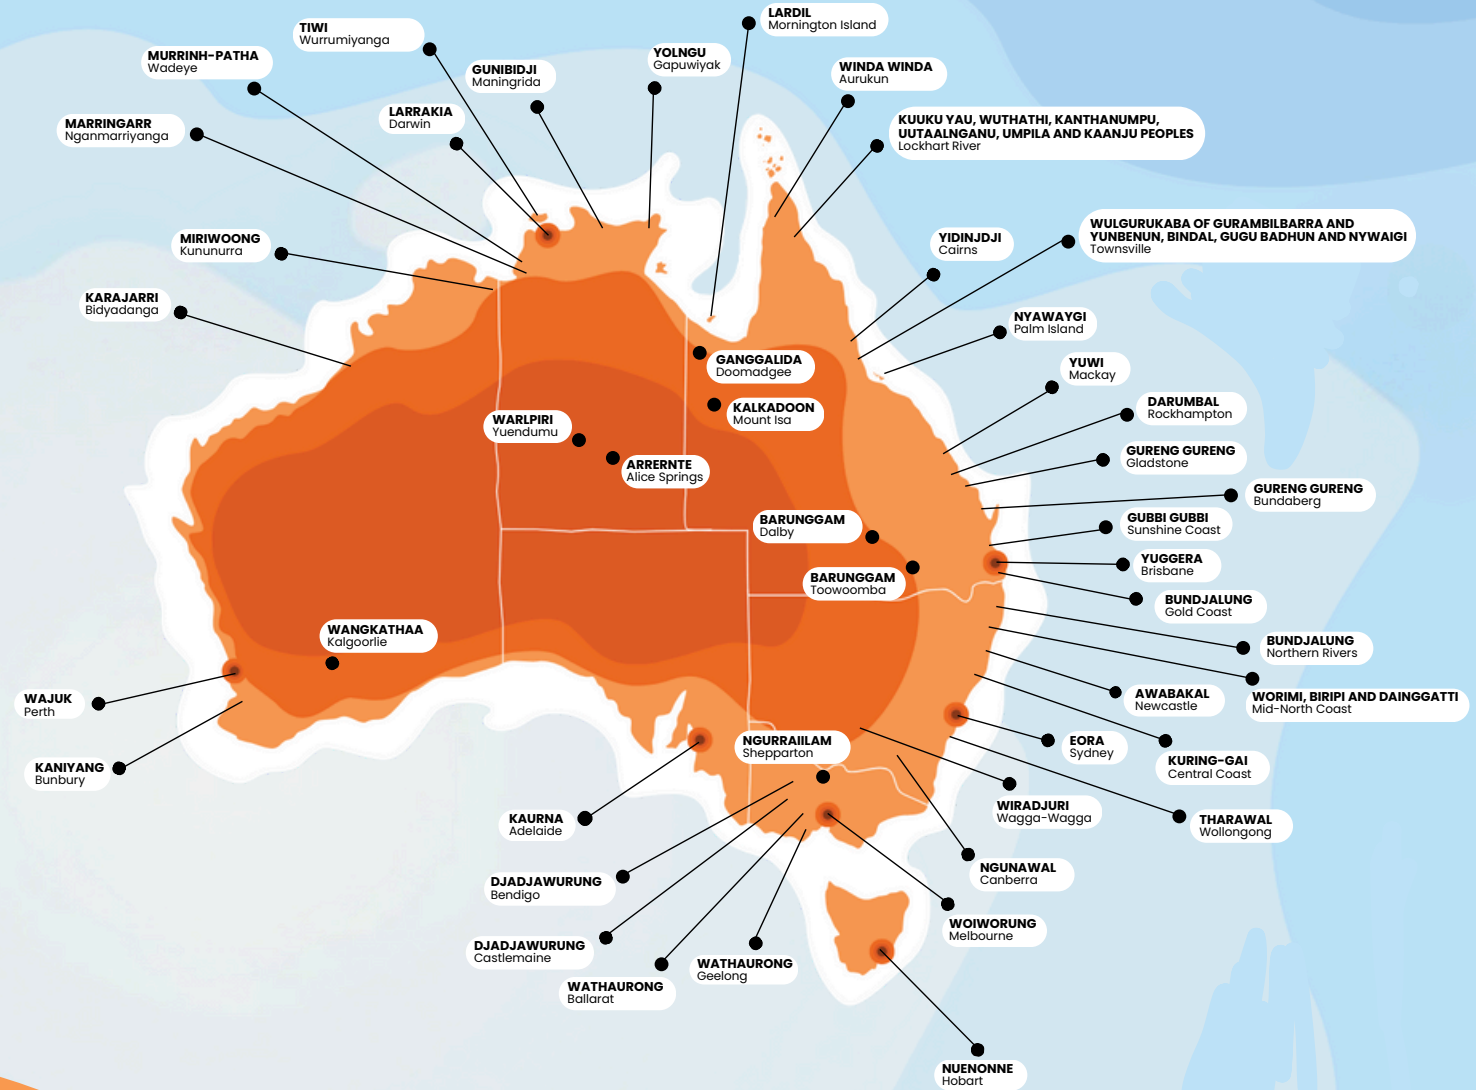 LARDIL
Mornington Island
TIWI
Wurrumiyanga
MURRINH-PATHA
Wadeye
GUNIBIDJI
Maningrida
YOLNGU
Gapuwiyak
WINDA WINDA
Aurukun
LARRAKIA
Darwin
MARRINGARR
Nganmarriyanga
KUUKU YAU, WUTHATHI, KANTHANUMPU,
UUTAALNGANU, UMPILA AND KAANJU PEOPLES
Lockhart River
MIRIWOONG
Kununurra
YIDINJDJI
Cairns
WULGURUKABA OF GURAMBILBARRA AND
YUNBENUN, BINDAL, GUGU BADHUN AND NYWAIGI
Townsville
KARAJARRI
Bidyadanga
NYAWAYGI
Palm Island
GANGGALIDA
Doomadgee
YUWI
Mackay
KALKADOON
Mount Isa
DARUMBAL
Rockhampton
WARLPIRI
Yuendumu
ARRERNTE
Alice Springs
GURENG GURENG
Gladstone
GURENG GURENG
Bundaberg
BARUNGGAM
Dalby
GUBBI GUBBI
Sunshine Coast
YUGGERA
Brisbane
BARUNGGAM
Toowoomba
BUNDJALUNG
Gold Coast
WANGKATHAA
Kalgoorlie
BUNDJALUNG
Northern Rivers
WAJUK
Perth
AWABAKAL
Newcastle
WORIMI, BIRIPI AND DAINGGATTI
Mid-North Coast
NGURRAIILAM
Shepparton
EORA
Sydney
KURING-GAI
Central Coast
KANIYANG
Bunbury
WIRADJURI
Wagga-Wagga
KAURNA
Adelaide
THARAWAL
Wollongong
DJADJAWURUNG
Bendigo
NGUNAWAL
Canberra
WOIWORUNG
Melbourne
DJADJAWURUNG
Castlemaine
WATHAURONG
Geelong
WATHAURONG
Ballarat
NUENONNE
Hobart